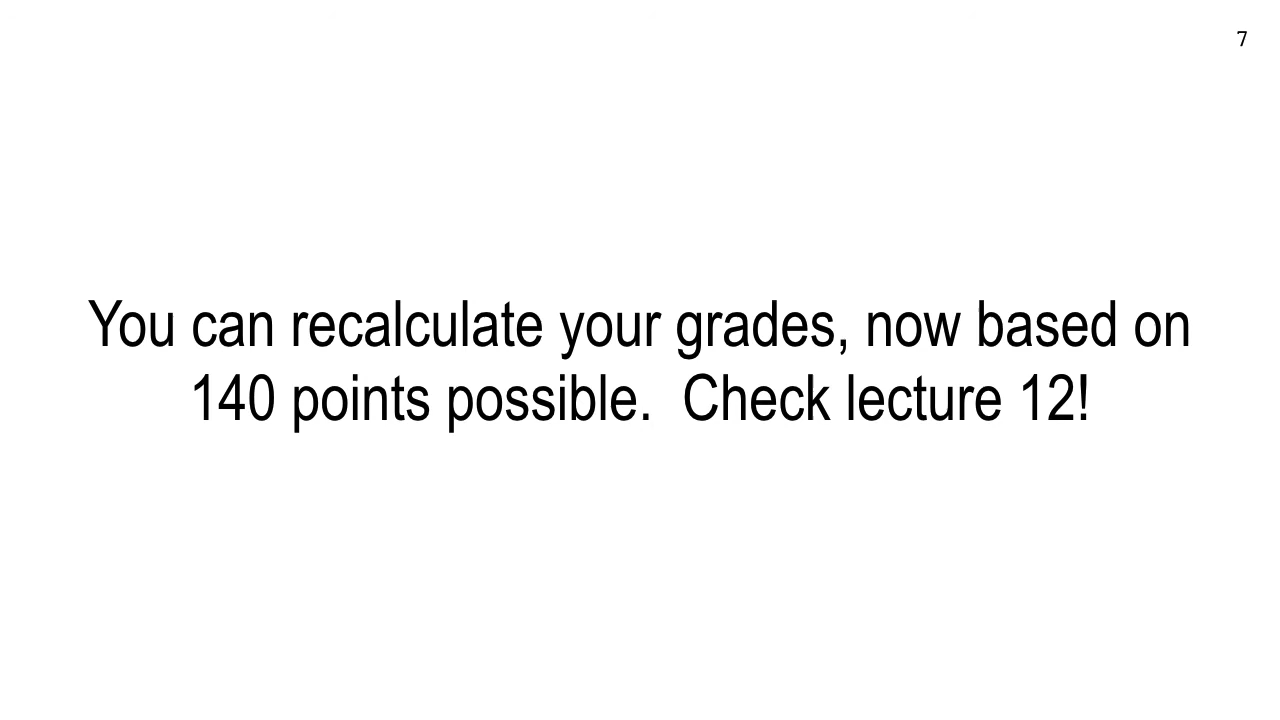 7
You can recalculate your grades, now based on
140 points possible.  Check lecture 12!